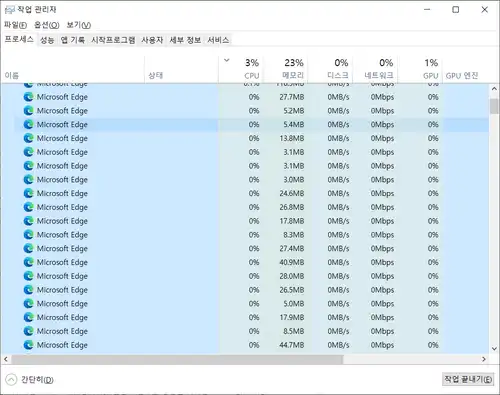 작업 관리자
파일(F) 옵션(O) 보기(V)
프로세스 성능 앱 기록 시작프로그램 사용자 세부 정보 서비스
3% 23% 0% 0% 1%
이름 상태 CPU 메모리 디스크 네트워크 GPU GPU 엔진
Microsoft Edge 0% 27.7MB 0MB/s 0Mbps 0%
Microsoft Edge 0% 5.2MB 0MB/s 0Mbps 0%
Microsoft Edge 0% 5.4MB 0MB/s 0Mbps 0%
Microsoft Edge 0% 13.8MB 0MB/s 0Mbps 0%
Microsoft Edge 0% 3.1MB 0MB/s 0Mbps 0%
Microsoft Edge 0% 3.1MB 0MB/s 0Mbps 0%
Microsoft Edge 0% 3.0MB 0MB/s 0Mbps 0%
Microsoft Edge 0% 24.6MB 0MB/s 0Mbps 0%
Microsoft Edge 0% 26.8MB 0MB/s 0Mbps 0%
Microsoft Edge 0% 17.8MB 0MB/s 0Mbps 0%
Microsoft Edge 0% 8.3MB 0MB/s 0Mbps 0%
Microsoft Edge 0% 27.4MB 0MB/s 0Mbps 0%
Microsoft Edge 0% 40.9MB 0MB/s 0Mbps 0%
Microsoft Edge 0% 28.0MB 0MB/s 0Mbps 0%
Microsoft Edge 0% 26.5MB 0MB/s 0Mbps 0%
Microsoft Edge 0% 5.0MB 0MB/s 0Mbps 0%
Microsoft Edge 0% 17.9MB 0MB/s 0Mbps 0%
Microsoft Edge 0% 8.5MB 0MB/s 0Mbps 0%
Microsoft Edge 0% 44.7MB 0MB/s 0Mbps 0%
간단히(D) 작업 끝내기(E)